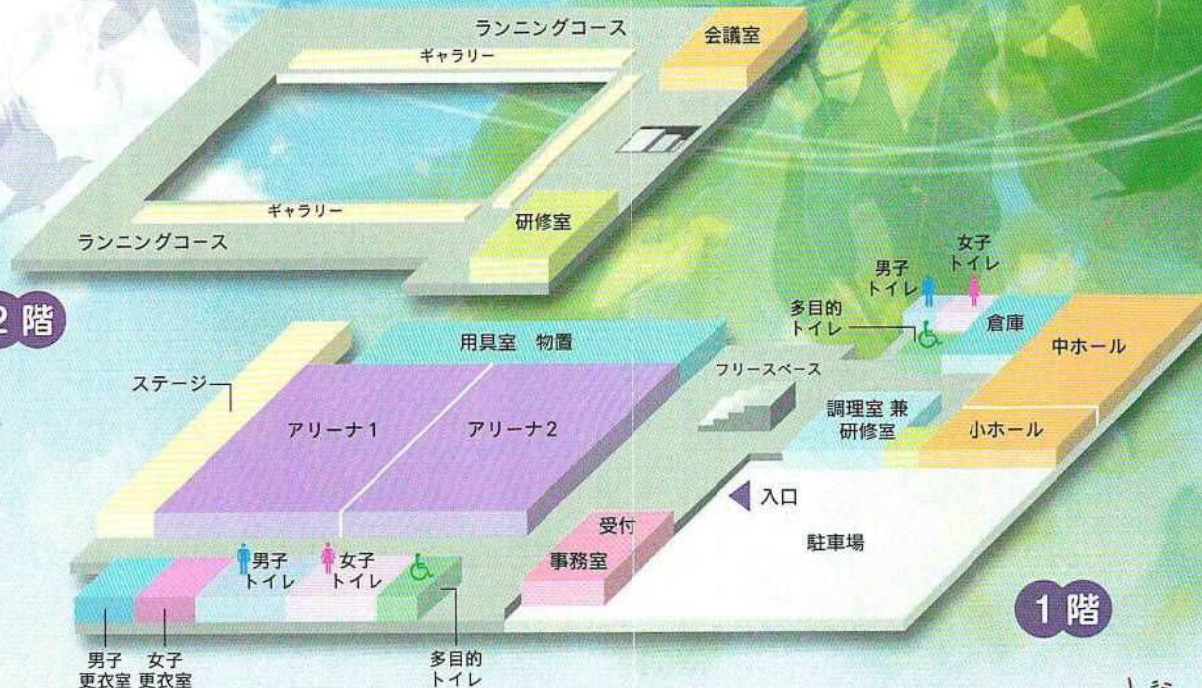 ランニングコース
会議室
ギャラリー
ギャラリー
研修室
ランニングコース
2階
男子
トイレ
女子
トイレ
多目的
トイレ
倉庫
中ホール
用具室 物置
フリースペース
ステージ
アリーナ1
アリーナ2
調理室 兼
研修室
小ホール
入口
受付
事務室
駐車場
男子
トイレ
女子
トイレ
1階
男子
更衣室
女子
更衣室
多目的
トイレ